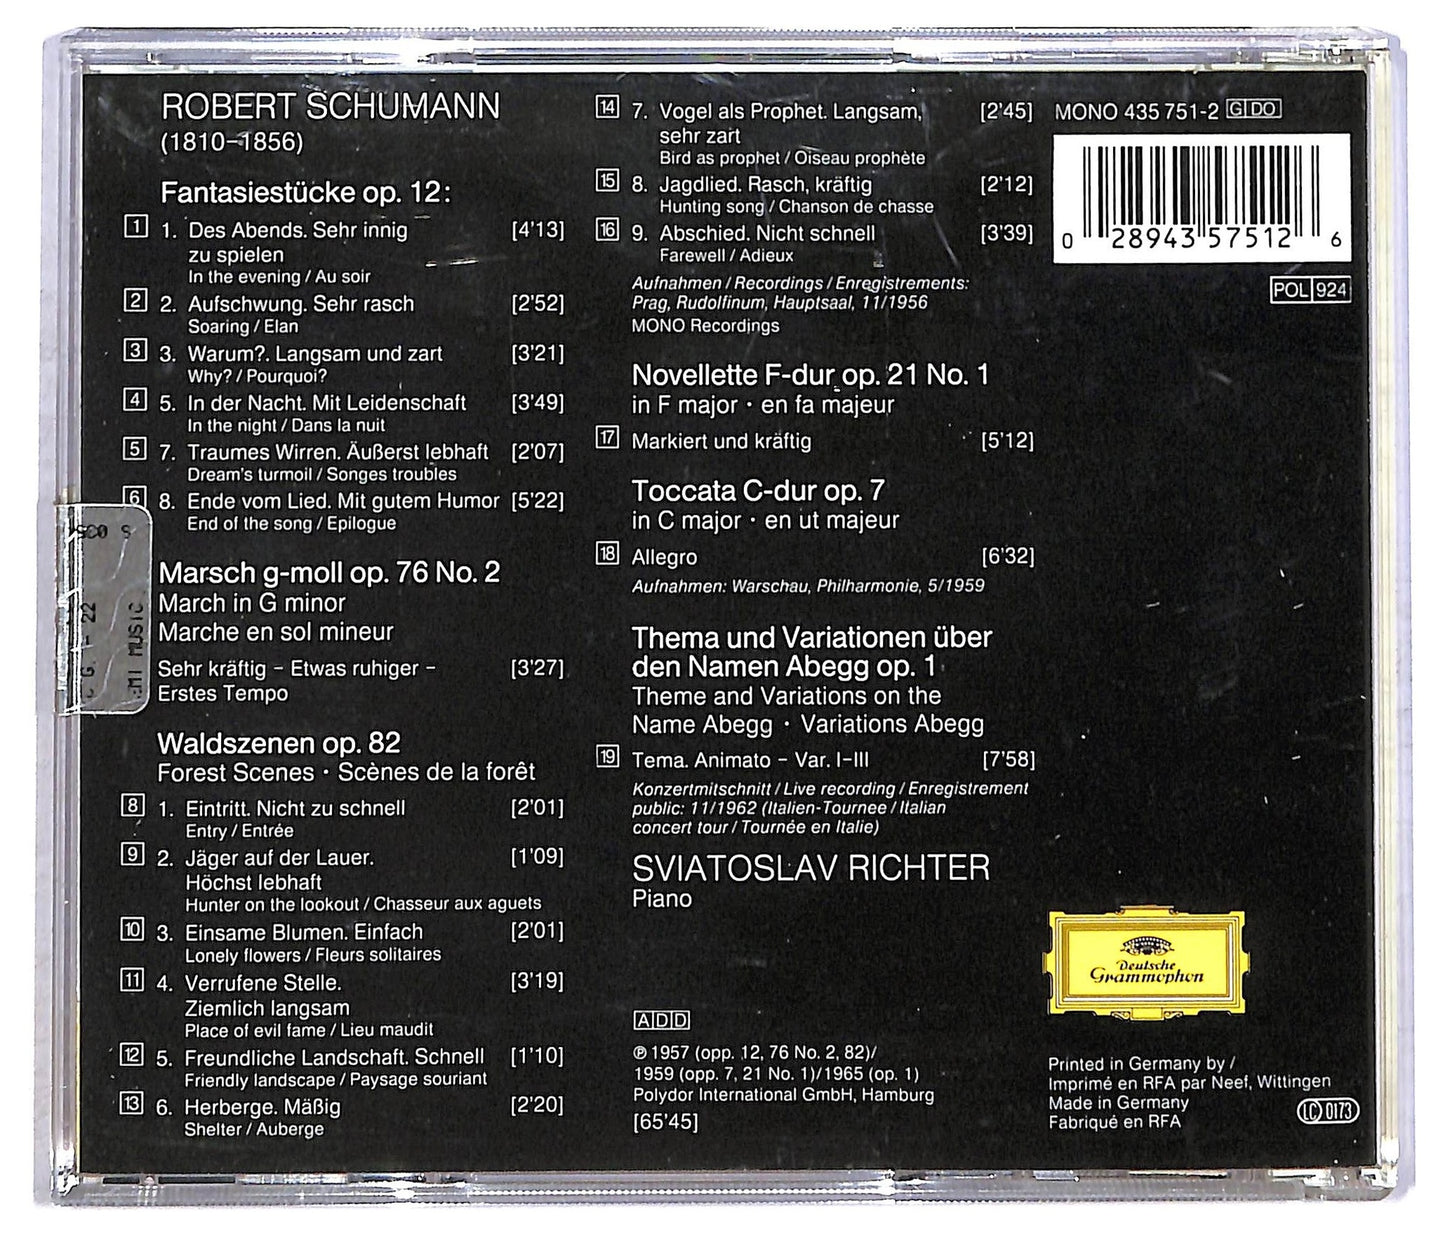 ROBERT SCHUMANN
(1810–1856)
Fantasiestücke op. 12:
1 1. Des Abends. Sehr innig [4'13]
zu spielen
In the evening / Au soir
2 2. Aufschwung. Sehr rasch [2'52]
Soaring / Elan
3 3. Warum?. Langsam und zart [3'21]
Why? / Pourquoi?
4 5. In der Nacht. Mit Leidenschaft [3'49]
In the night / Dans la nuit
5 7. Traumes Wirren. Äußerst lebhaft [2'07]
Dream's turmoil / Songes troubles
6 8. Ende vom Lied. Mit gutem Humor [5'22]
End of the song / Epilogue
Marsch g-moll op. 76 No. 2
March in G minor
Marche en sol mineur
Sehr kräftig – Etwas ruhiger – [3'27]
Erstes Tempo
Waldszenen op. 82
Forest Scenes · Scènes de la forêt
8 1. Eintritt. Nicht zu schnell [2'01]
Entry / Entrée
9 2. Jäger auf der Lauer. [1'09]
Höchst lebhaft
Hunter on the lookout / Chasseur aux aguets
10 3. Einsame Blumen. Einfach [2'01]
Lonely flowers / Fleurs solitaires
11 4. Verrufene Stelle. [3'19]
Ziemlich langsam
Place of evil fame / Lieu maudit
12 5. Freundliche Landschaft. Schnell [1'10]
Friendly landscape / Paysage souriant
13 6. Herberge. Mäßig [2'20]
Shelter / Auberge
14 7. Vogel als Prophet. Langsam, [2'45]
sehr zart
Bird as prophet / Oiseau prophète
15 8. Jagdlied. Rasch, kräftig [2'12]
Hunting song / Chanson de chasse
16 9. Abschied. Nicht schnell [3'39]
Farewell / Adieux
Aufnahmen / Recordings / Enregistrements:
Prag, Rudolfinum, Hauptsaal, 11/1956
MONO Recordings
Novellette F-dur op. 21 No. 1
in F major · en fa majeur
17 Markiert und kräftig [5'12]
Toccata C-dur op. 7
in C major · en ut majeur
18 Allegro [6'32]
Aufnahmen: Warschau, Philharmonie, 5/1959
Thema und Variationen über
den Namen Abegg op. 1
Theme and Variations on the
Name Abegg · Variations Abegg
19 Tema. Animato – Var. I–III [7'58]
Konzertmitschnitt / Live recording / Enregistrement
public: 11/1962 (Italien-Tournee / Italian
concert tour / Tournée en Italie)
SVIATOSLAV RICHTER
Piano
ADD
℗ 1957 (opp. 12, 76 No. 2, 82)/
1959 (opp. 7, 21 No. 1)/1965 (op. 1)
Polydor International GmbH, Hamburg
[65'45]
MONO 435 751-2 G DO
0 28943 57512 6
POL 924
Deutsche
Grammophon
Printed in Germany by /
Imprimé en RFA par Neef, Wittingen
Made in Germany
Fabriqué en RFA
LC 0173